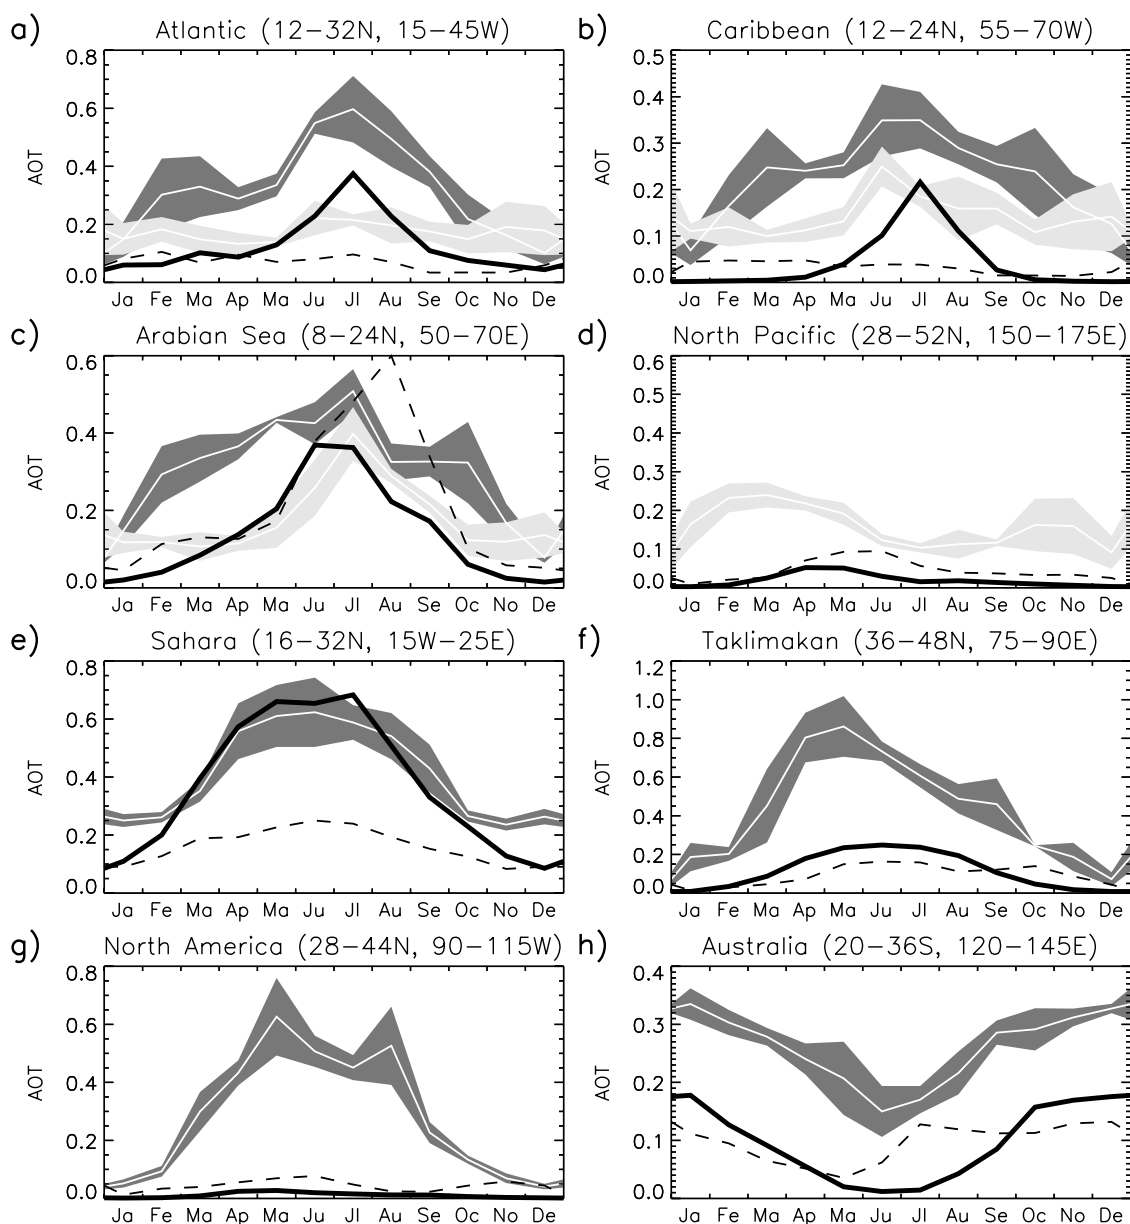 a) Atlantic (12−32N, 15−45W)
0.8
0.6
0.4
0.2
0.0
AOT
Ja Fe Ma Ap Ma Ju Jl Au Se Oc No De
b) Caribbean (12−24N, 55−70W)
0.5
0.4
0.3
0.2
0.1
0.0
AOT
Ja Fe Ma Ap Ma Ju Jl Au Se Oc No De
c) Arabian Sea (8−24N, 50−70E)
0.6
0.4
0.2
0.0
AOT
Ja Fe Ma Ap Ma Ju Jl Au Se Oc No De
d) North Pacific (28−52N, 150−175E)
0.6
0.5
0.4
0.3
0.2
0.1
0.0
AOT
Ja Fe Ma Ap Ma Ju Jl Au Se Oc No De
e) Sahara (16−32N, 15W−25E)
0.8
0.6
0.4
0.2
0.0
AOT
Ja Fe Ma Ap Ma Ju Jl Au Se Oc No De
f) Taklimakan (36−48N, 75−90E)
1.2
1.0
0.8
0.6
0.4
0.2
0.0
AOT
Ja Fe Ma Ap Ma Ju Jl Au Se Oc No De
g) North America (28−44N, 90−115W)
0.8
0.6
0.4
0.2
0.0
AOT
Ja Fe Ma Ap Ma Ju Jl Au Se Oc No De
h) Australia (20−36S, 120−145E)
0.4
0.3
0.2
0.1
0.0
AOT
Ja Fe Ma Ap Ma Ju Jl Au Se Oc No De